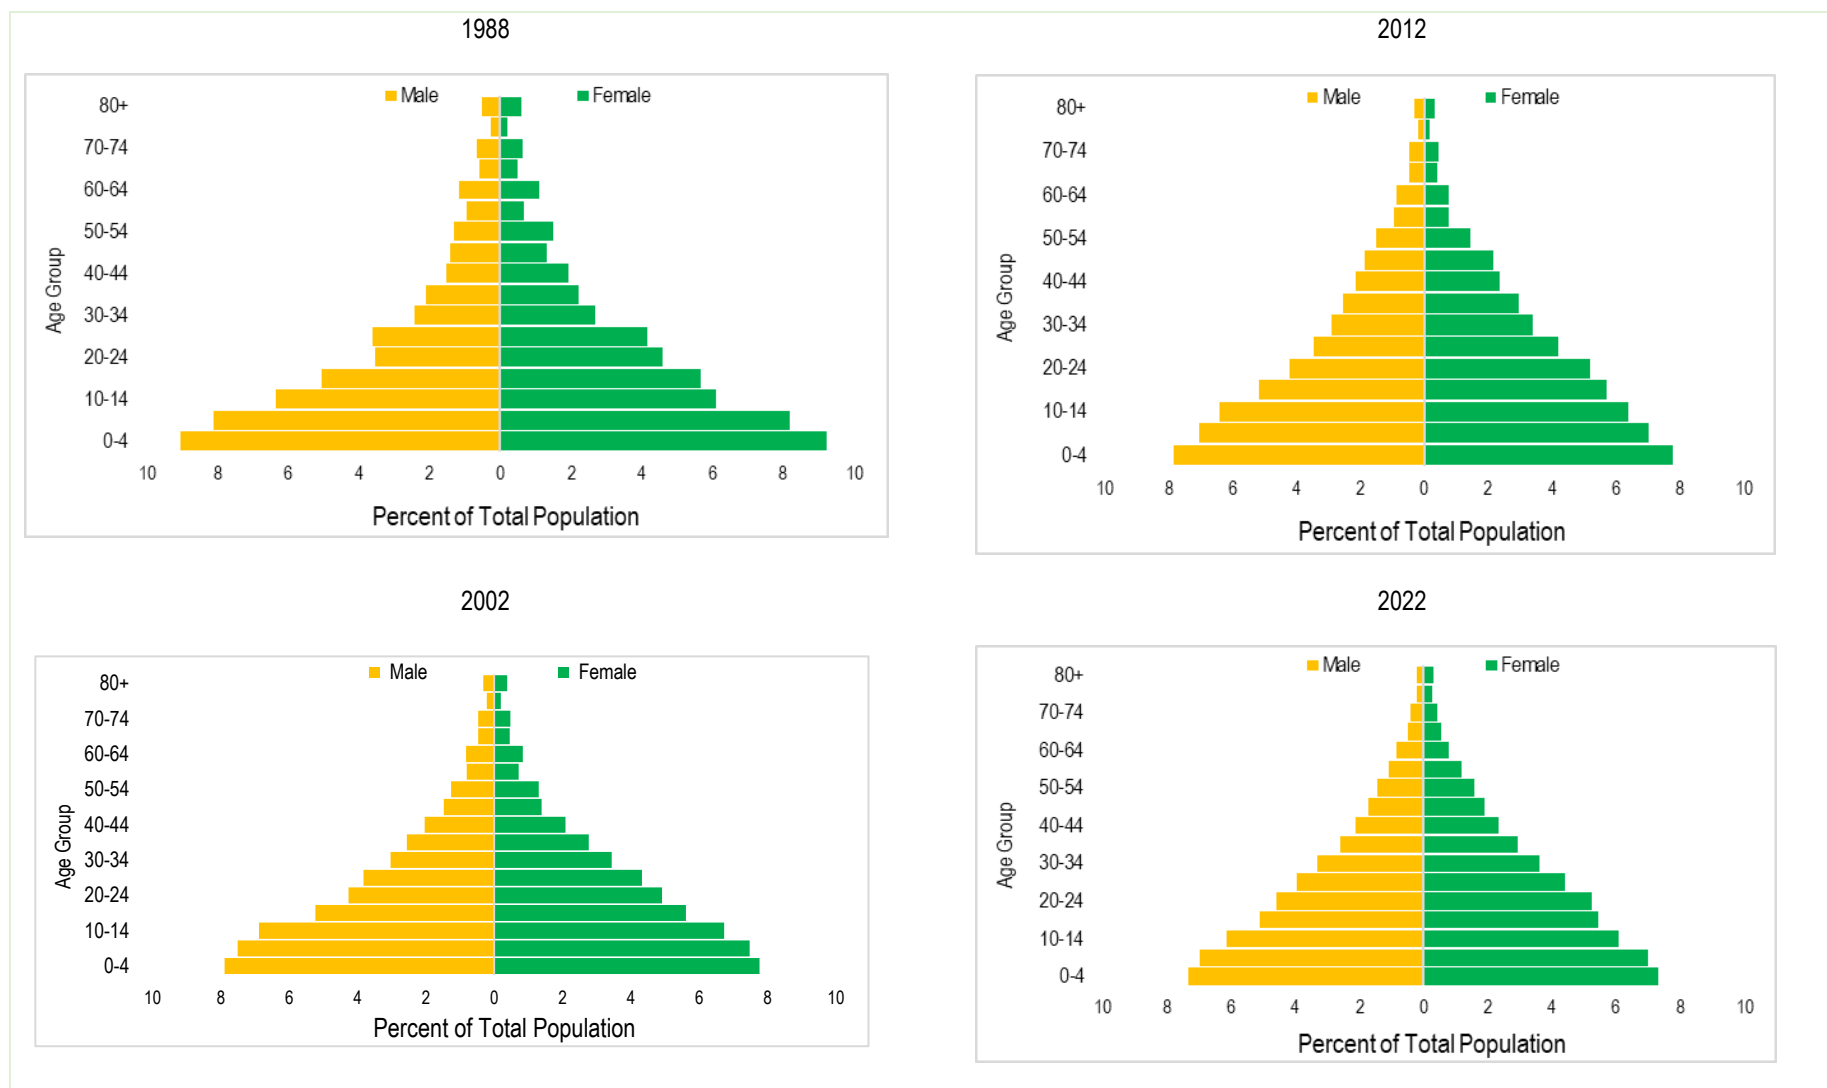 1988
Male Female
80+
70-74
60-64
50-54
40-44
30-34
20-24
10-14
0-4
Age Group
10 8 6 4 2 0 2 4 6 8 10
Percent of Total Population
2012
Male Female
80+
70-74
60-64
50-54
40-44
30-34
20-24
10-14
0-4
Age Group
10 8 6 4 2 0 2 4 6 8 10
Percent of Total Population
2002
Male Female
80+
70-74
60-64
50-54
40-44
30-34
20-24
10-14
0-4
Age Group
10 8 6 4 2 0 2 4 6 8 10
Percent of Total Population
2022
Male Female
80+
70-74
60-64
50-54
40-44
30-34
20-24
10-14
0-4
Age Group
10 8 6 4 2 0 2 4 6 8 10
Percent of Total Population